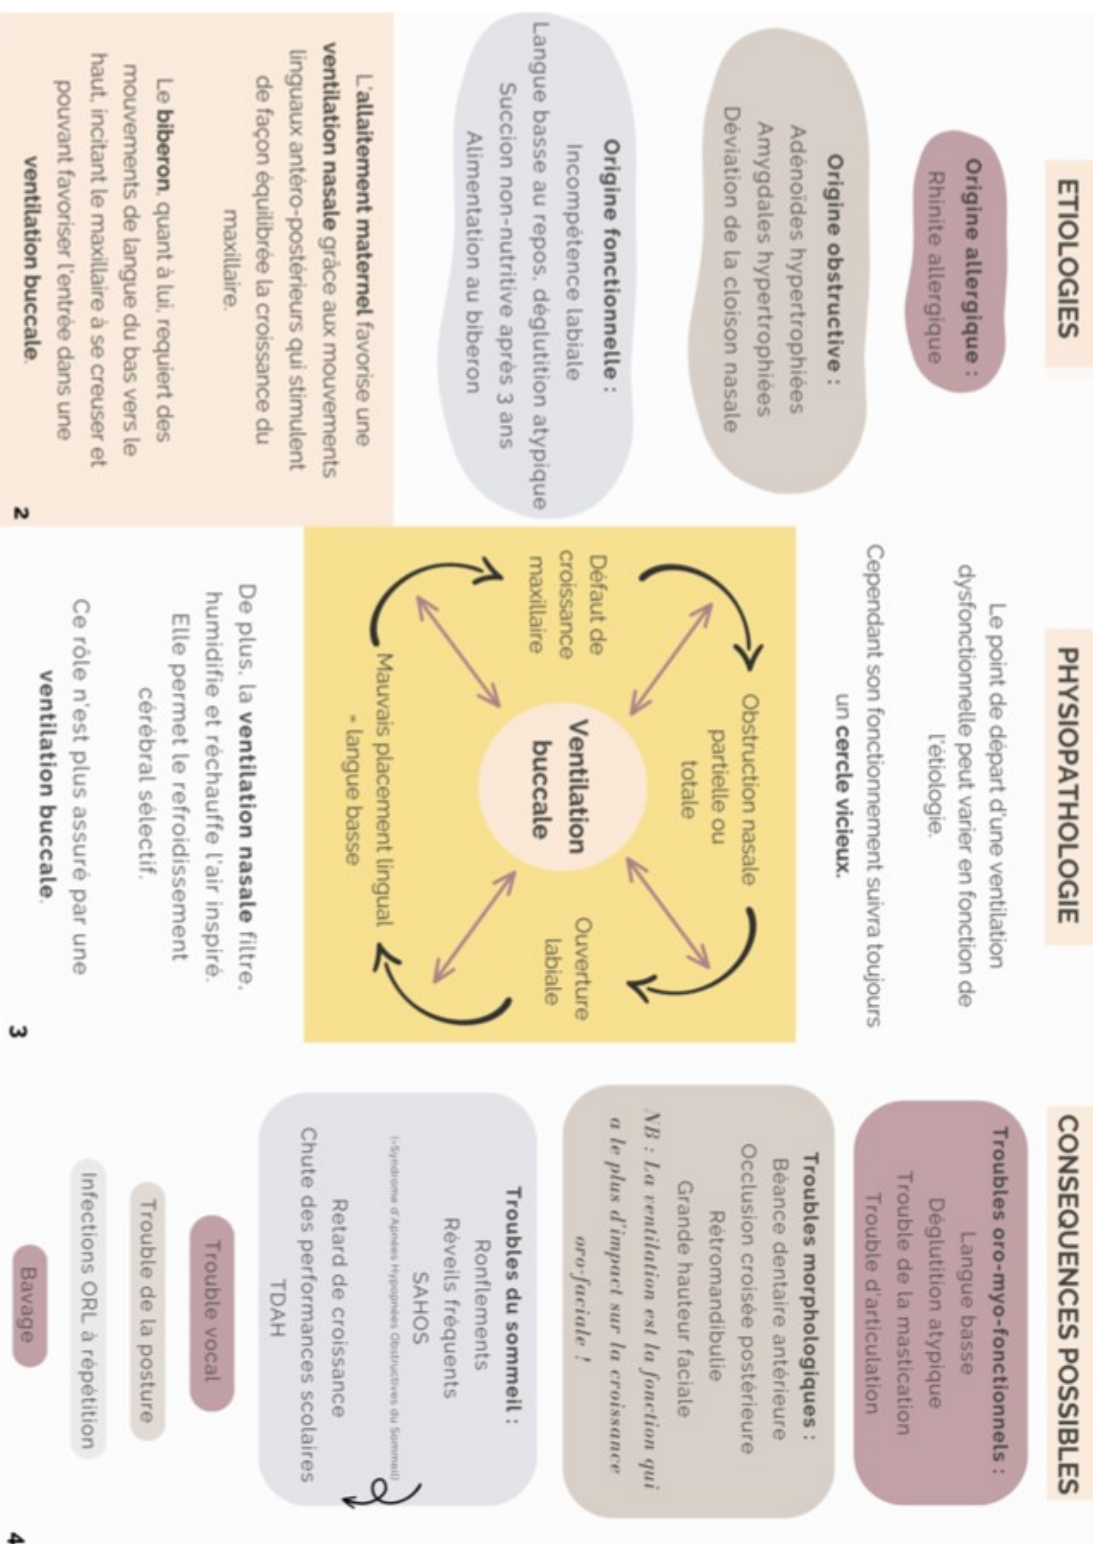 ETIOLOGIES
Origine allergique :
Rhinite allergique
Origine obstructive :
Adénoïdes hypertrophiées
Amygdales hypertrophiées
Déviation de la cloison nasale
Origine fonctionnelle :
Incompétence labiale
Langue basse au repos, déglutition atypique
Succion non-nutritive après 3 ans
Alimentation au biberon
L'allaitement maternel favorise une
ventilation nasale grâce aux mouvements
linguaux antéro-postérieurs qui stimulent
de façon équilibrée la croissance du
maxillaire.
Le biberon, quant à lui, requiert des
mouvements de langue du bas vers le
haut, incitant le maxillaire à se creuser et
pouvant favoriser l'entrée dans une
ventilation buccale.
2
PHYSIOPATHOLOGIE
Le point de départ d'une ventilation
dysfonctionnelle peut varier en fonction de
l'étiologie.
Cependant son fonctionnement suivra toujours
un cercle vicieux.
Obstruction nasale
partielle ou
totale
Défaut de
croissance
maxillaire
Ventilation
buccale
Ouverture
labiale
Mauvais placement lingual
= langue basse
De plus, la ventilation nasale filtre,
humidifie et réchauffe l'air inspiré.
Elle permet le refroidissement
cérébral sélectif.
Ce rôle n'est plus assuré par une
ventilation buccale.
3
CONSEQUENCES POSSIBLES
Troubles oro-myo-fonctionnels :
Langue basse
Déglutition atypique
Trouble de la mastication
Trouble d'articulation
Troubles morphologiques :
Béance dentaire antérieure
Occlusion croisée postérieure
Rétromandibulie
Grande hauteur faciale
NB : La ventilation est la fonction qui
a le plus d'impact sur la croissance
oro-faciale !
Troubles du sommeil :
Ronflements
Réveils fréquents
SAHOS
(=Syndrome d'Apnées Hypopnées Obstructives du Sommeil)
Retard de croissance
Chute des performances scolaires
TDAH
Trouble vocal
Trouble de la posture
Infections ORL à répétition
Bavage
4